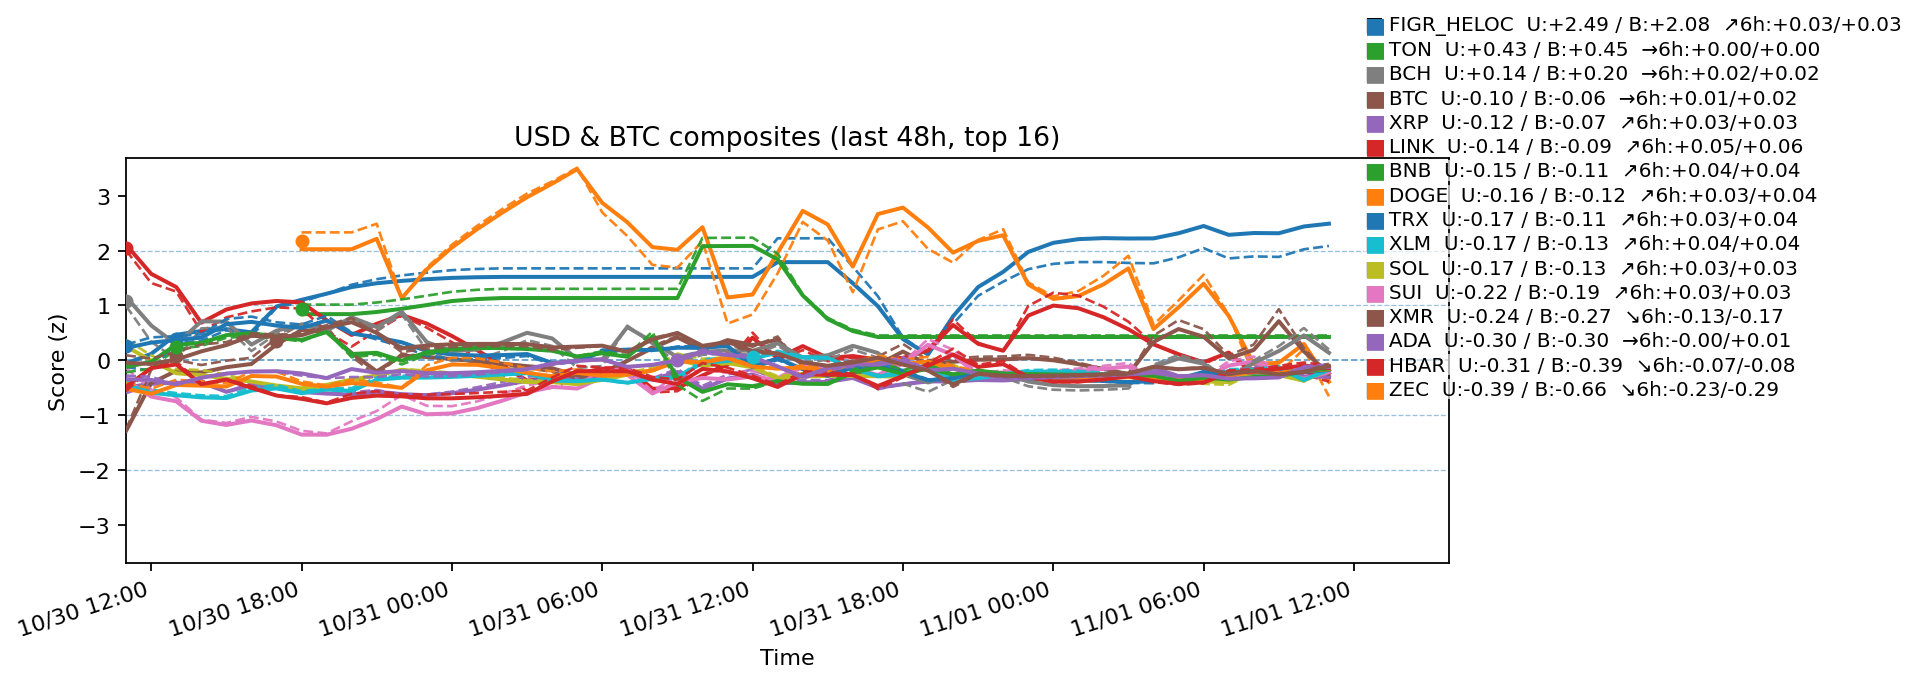 FIGR_HELOC U:+2.49 / B:+2.08 ↗6h:+0.03/+0.03
TON U:+0.43 / B:+0.45 →6h:+0.00/+0.00
BCH U:+0.14 / B:+0.20 →6h:+0.02/+0.02
BTC U:-0.10 / B:-0.06 →6h:+0.01/+0.02
XRP U:-0.12 / B:-0.07 ↗6h:+0.03/+0.03
LINK U:-0.14 / B:-0.09 ↗6h:+0.05/+0.06
BNB U:-0.15 / B:-0.11 ↗6h:+0.04/+0.04
DOGE U:-0.16 / B:-0.12 ↗6h:+0.03/+0.04
TRX U:-0.17 / B:-0.11 ↗6h:+0.03/+0.04
XLM U:-0.17 / B:-0.13 ↗6h:+0.04/+0.04
SOL U:-0.17 / B:-0.13 ↗6h:+0.03/+0.03
SUI U:-0.22 / B:-0.19 ↗6h:+0.03/+0.03
XMR U:-0.24 / B:-0.27 ↘6h:-0.13/-0.17
ADA U:-0.30 / B:-0.30 →6h:-0.00/+0.01
HBAR U:-0.31 / B:-0.39 ↘6h:-0.07/-0.08
ZEC U:-0.39 / B:-0.66 ↘6h:-0.23/-0.29
USD & BTC composites (last 48h, top 16)
Score (z)
3
2
1
0
−1
−2
−3
10/30 12:00
10/30 18:00
10/31 00:00
10/31 06:00
10/31 12:00
10/31 18:00
11/01 00:00
11/01 06:00
11/01 12:00
Time